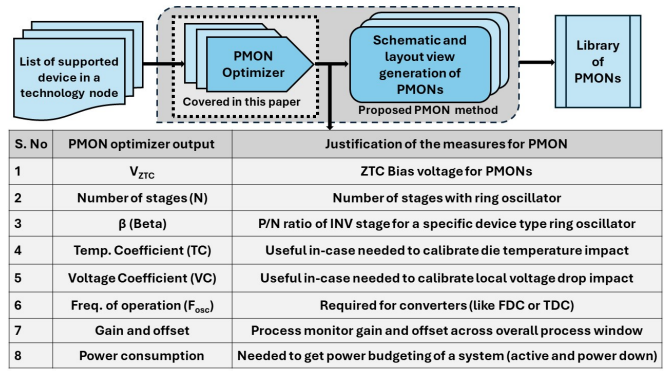 List of supported
device in a
technology node
PMON
Optimizer
Covered in this paper
Schematic and
layout view
generation of
PMONs
Proposed PMON method
Library
of
PMONs
S. No PMON optimizer output Justification of the measures for PMON
1 V_ZTC ZTC Bias voltage for PMONs
2 Number of stages (N) Number of stages with ring oscillator
3 β (Beta) P/N ratio of INV stage for a specific device type ring oscillator
4 Temp. Coefficient (TC) Useful in-case needed to calibrate die temperature impact
5 Voltage Coefficient (VC) Useful in-case needed to calibrate local voltage drop impact
6 Freq. of operation (F_osc) Required for converters (like FDC or TDC)
7 Gain and offset Process monitor gain and offset across overall process window
8 Power consumption Needed to get power budgeting of a system (active and power down)